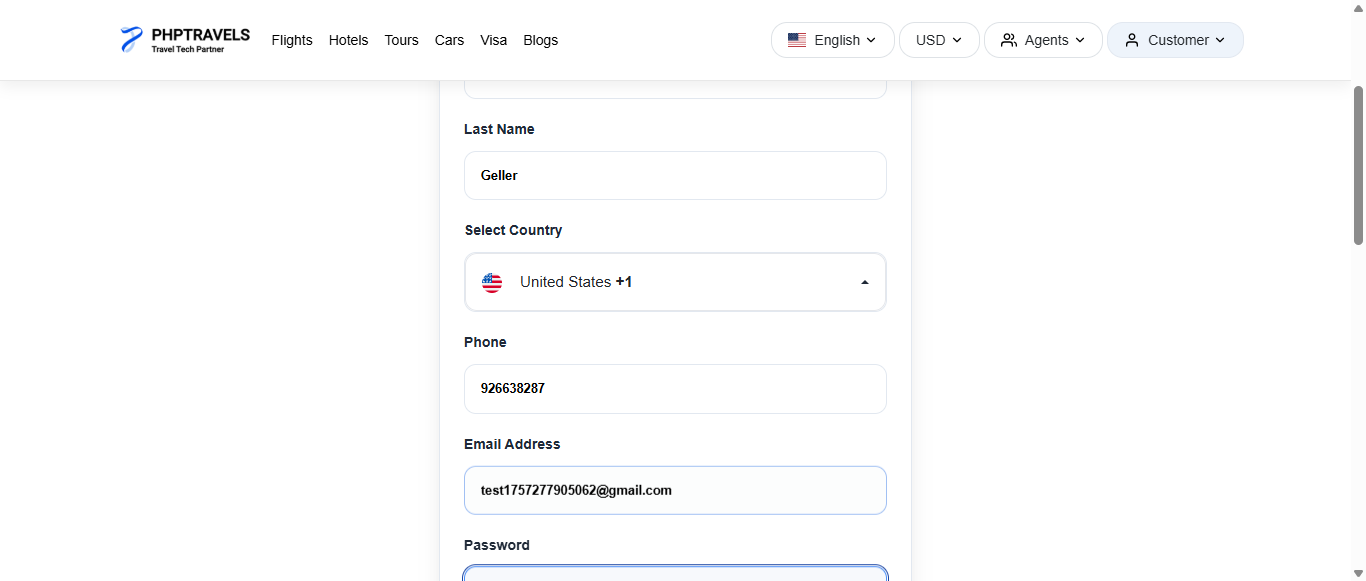 PHPTRAVELS
Travel Tech Partner
Flights Hotels Tours Cars Visa Blogs
English USD Agents Customer
Last Name
Geller
Select Country
United States +1
Phone
926638287
Email Address
test1757277905062@gmail.com
Password